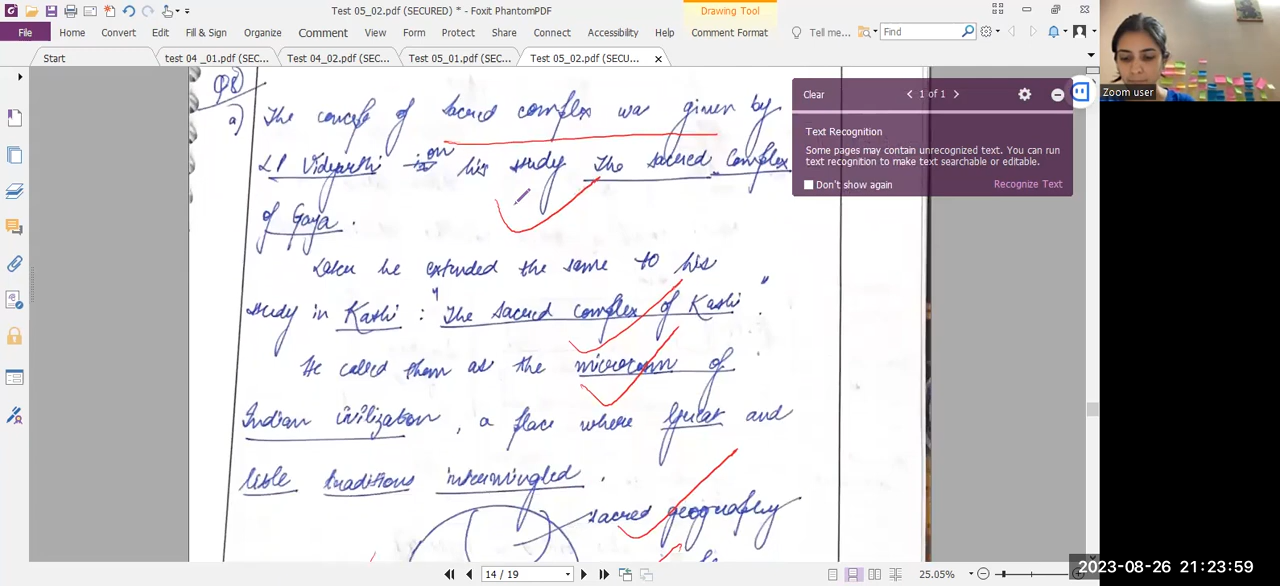 Test 05_02.pdf (SECURED) * - Foxit PhantomPDF
Drawing Tool
File
Home
Convert
Edit
Fill & Sign
Organize
Comment
View
Form
Protect
Share
Connect
Accessibility
Help
Comment Format
Tell me...
Find
Start
test 04 _01.pdf (SEC...
Test 04_02.pdf (SEC...
Test 05_01.pdf (SEC...
Test 05_02.pdf (SECU...
Zoom user
Clear
1 of 1
Text Recognition
Some pages may contain unrecognized text. You can run
text recognition to make text searchable or editable.
Don't show again
Recognize Text
a) The concept of sacred complex was given by
LP Vidyarthi on his study The sacred complex
of Gaya.
Later he extended the same to his
study in Kashi : "The sacred complex of Kashi".
He called them as the microcosm of
Indian civilization, a place where great and
little traditions intermingled.
sacred geography
14 / 19
25.05%
2023-08-26 21:23:59